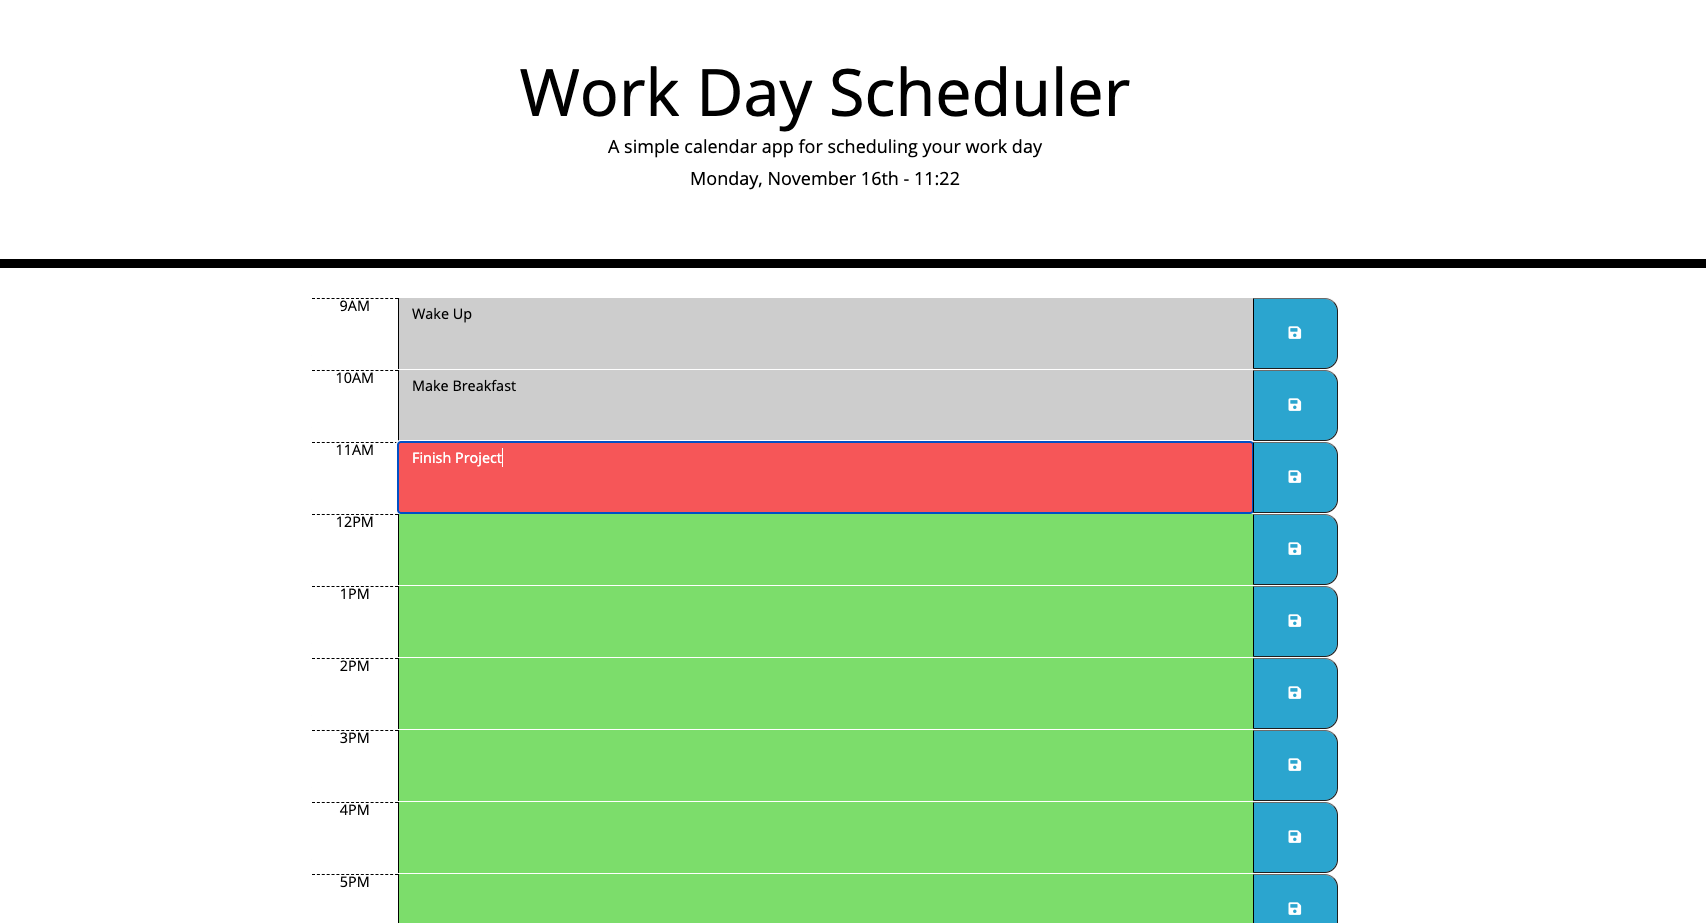 Work Day Scheduler
A simple calendar app for scheduling your work day
Monday, November 16th - 11:22
9AM
Wake Up
10AM
Make Breakfast
11AM
Finish Project
12PM
1PM
2PM
3PM
4PM
5PM